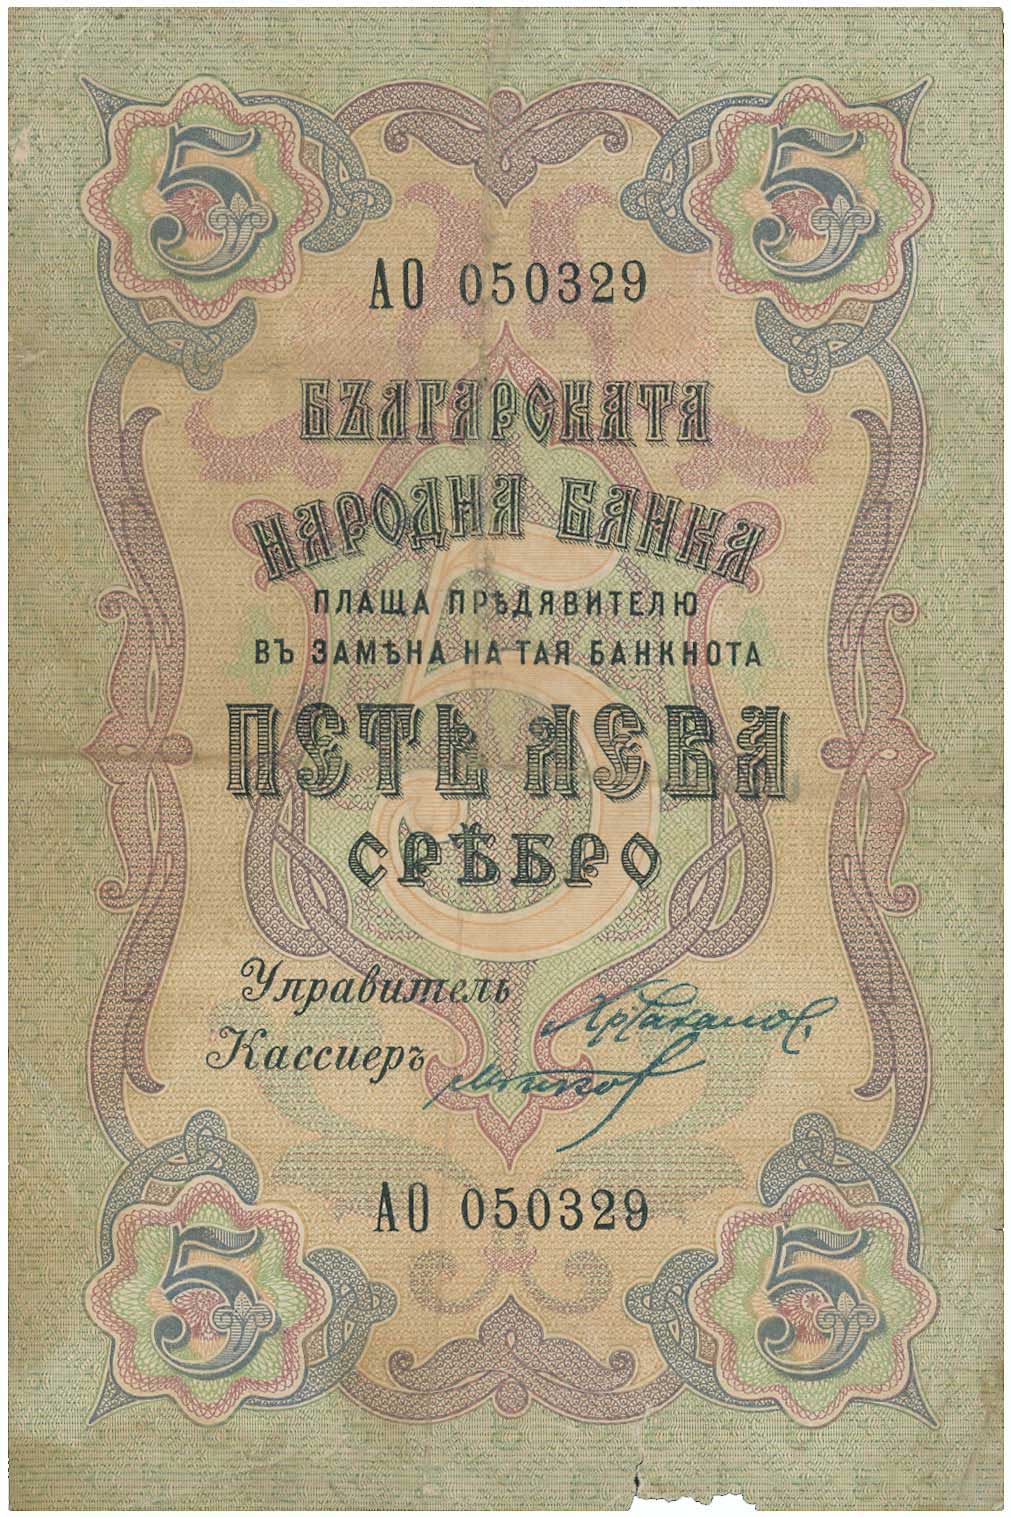 5 5
АО 050329
БЪЛГАРСКАТА
НАРОДНА БАНКА
ПЛАЩА ПРѢДЯВИТЕЛЮ
ВЪ ЗАМѢНА НА ТАЯ БАНКНОТА
5
ПЕТЬ ЛЕВА
СРѢБРО
Управитель
Кассиеръ
АО 050329
5 5